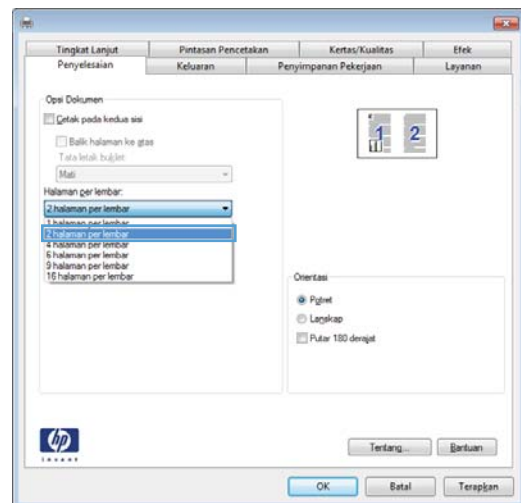 Tingkat Lanjut Pintasan Pencetakan Kertas/Kualitas Efek
Penyelesaian Keluaran Penyimpanan Pekerjaan Layanan
Opsi Dokumen
Cetak pada kedua sisi
Balik halaman ke atas
Tata letak buklet:
Mati
Halaman per lembar:
2 halaman per lembar
1 halaman per lembar
2 halaman per lembar
4 halaman per lembar
6 halaman per lembar
9 halaman per lembar
16 halaman per lembar
1 2
1
Orientasi
Potret
Lanskap
Putar 180 derajat
hp
invent
Tentang... Bantuan
OK Batal Terapkan